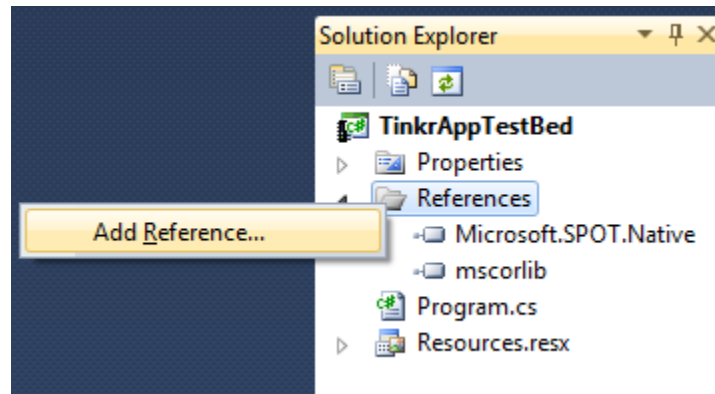 Solution Explorer
TinkrAppTestBed
Properties
References
Add Reference...
Microsoft.SPOT.Native
mscorlib
Program.cs
Resources.resx